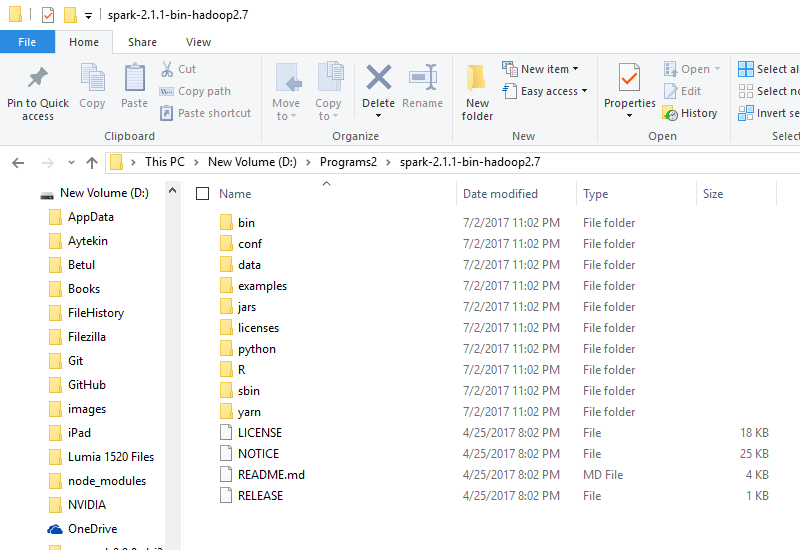 spark-2.1.1-bin-hadoop2.7
File Home Share View
Pin to Quick access
Copy
Paste
Cut
Copy path
Paste shortcut
Clipboard
Move to
Copy to
Delete
Rename
Organize
New folder
New item
Easy access
New
Properties
Open
Edit
History
Open
Select al
Select no
Invert se
Select
This PC > New Volume (D:) > Programs2 > spark-2.1.1-bin-hadoop2.7
New Volume (D:)
AppData
Aytekin
Betul
Books
FileHistory
Filezilla
Git
GitHub
images
iPad
Lumia 1520 Files
node_modules
NVIDIA
OneDrive
Name Date modified Type Size
bin 7/2/2017 11:02 PM File folder
conf 7/2/2017 11:02 PM File folder
data 7/2/2017 11:02 PM File folder
examples 7/2/2017 11:02 PM File folder
jars 7/2/2017 11:02 PM File folder
licenses 7/2/2017 11:02 PM File folder
python 7/2/2017 11:02 PM File folder
R 7/2/2017 11:02 PM File folder
sbin 7/2/2017 11:02 PM File folder
yarn 7/2/2017 11:02 PM File folder
LICENSE 4/25/2017 8:02 PM File 18 KB
NOTICE 4/25/2017 8:02 PM File 25 KB
README.md 4/25/2017 8:02 PM MD File 4 KB
RELEASE 4/25/2017 8:02 PM File 1 KB